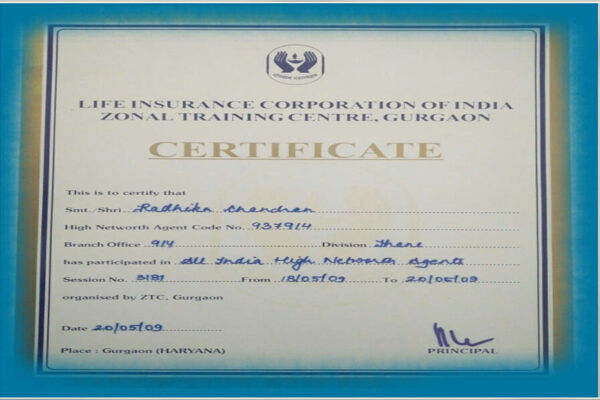 LIFE INSURANCE CORPORATION OF INDIA
ZONAL TRAINING CENTRE, GURGAON
CERTIFICATE
This is to certify that
Smt./Shri Radhika Chandran
High Networth Agent Code No. 937914
Branch Office 914 Division Thane
has participated in All India High Networth Agents
Session No. 3181 From 18/05/09 To 20/05/09
organised by ZTC, Gurgaon
Date 20/05/09
Place : Gurgaon (HARYANA)
PRINCIPAL